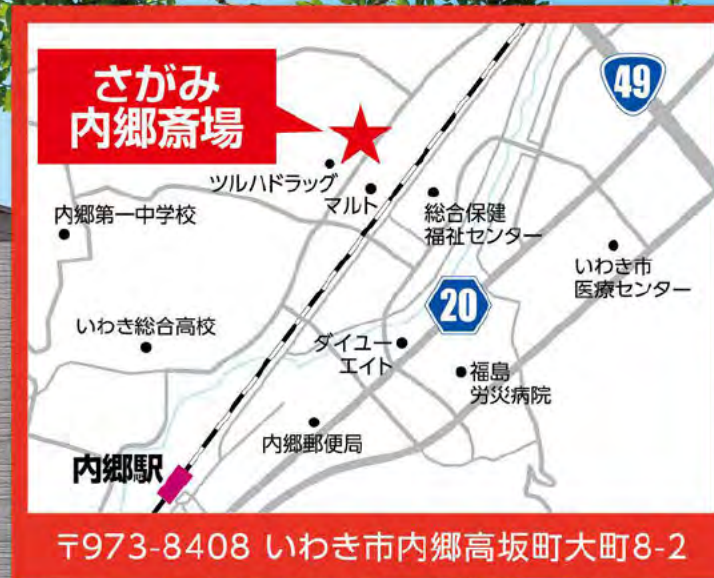 さがみ
内郷斎場
49
ツルハドラッグ
マルト
総合保健
福祉センター
内郷第一中学校
いわき市
医療センター
20
いわき総合高校
ダイユー
エイト
福島
労災病院
内郷郵便局
内郷駅
〒973-8408 いわき市内郷高坂町大町8-2